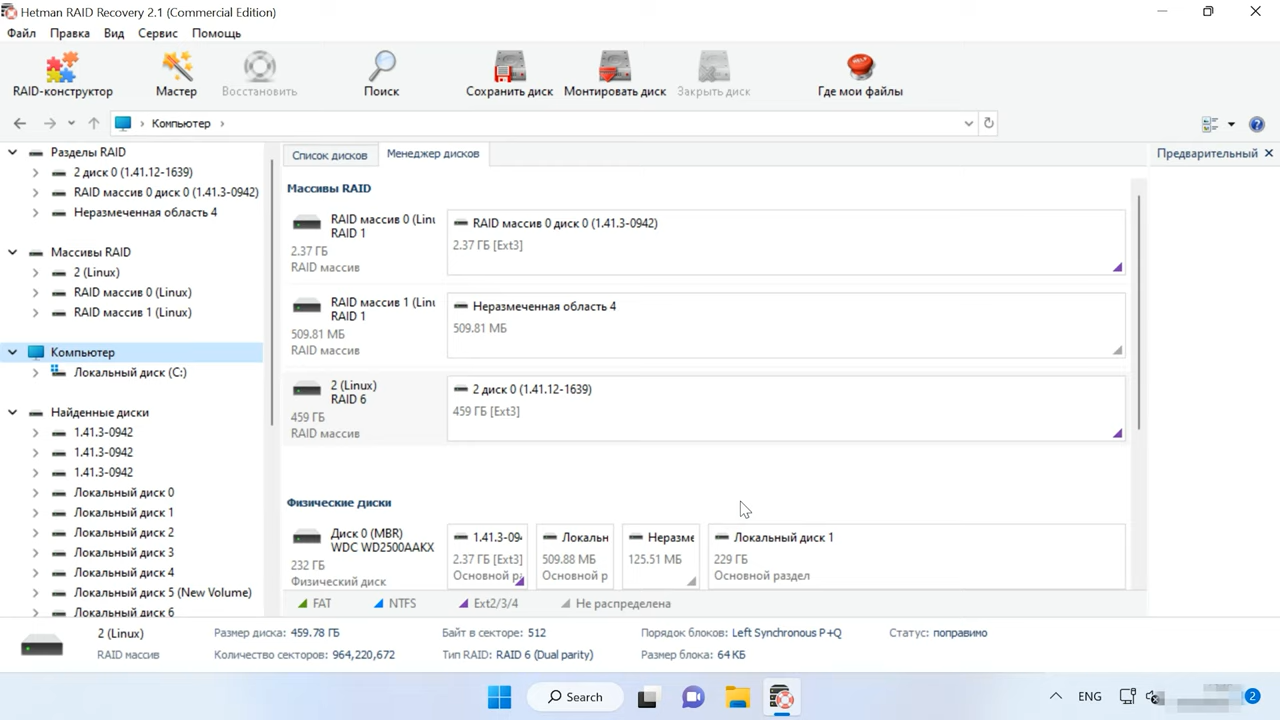 Hetman RAID Recovery 2.1 (Commercial Edition)
Файл Правка Вид Сервис Помощь
RAID-конструктор Мастер Восстановить Поиск Сохранить диск Монтировать диск Закрыть диск Где мои файлы
Компьютер
Разделы RAID
2 диск 0 (1.41.12-1639)
RAID массив 0 диск 0 (1.41.3-0942)
Неразмеченная область 4
Массивы RAID
2 (Linux)
RAID массив 0 (Linux)
RAID массив 1 (Linux)
Компьютер
Локальный диск (C:)
Найденные диски
1.41.3-0942
1.41.3-0942
1.41.3-0942
Локальный диск 0
Локальный диск 1
Локальный диск 2
Локальный диск 3
Локальный диск 4
Локальный диск 5 (New Volume)
Локальный диск 6
Список дисков Менеджер дисков
Предварительный
Массивы RAID
RAID массив 0 (Linu
RAID 1
2.37 ГБ
RAID массив
RAID массив 0 диск 0 (1.41.3-0942)
2.37 ГБ [Ext3]
RAID массив 1 (Linu
RAID 1
509.81 МБ
RAID массив
Неразмеченная область 4
509.81 МБ
2 (Linux)
RAID 6
459 ГБ
RAID массив
2 диск 0 (1.41.12-1639)
459 ГБ [Ext3]
Физические диски
Диск 0 (MBR)
WDC WD2500AAKX
232 ГБ
Физический диск
1.41.3-09
2.37 ГБ [Ext3]
Основной р
Локальн
509.88 МБ
Основной р
Неразме
125.51 МБ
Локальный диск 1
229 ГБ
Основной раздел
FAT NTFS Ext2/3/4 Не распределена
2 (Linux) Размер диска: 459.78 ГБ Байт в секторе: 512 Порядок блоков: Left Synchronous P+Q Статус: поправимо
RAID массив Количество секторов: 964,220,672 Тип RAID: RAID 6 (Dual parity) Размер блока: 64 КБ
Search ENG 2